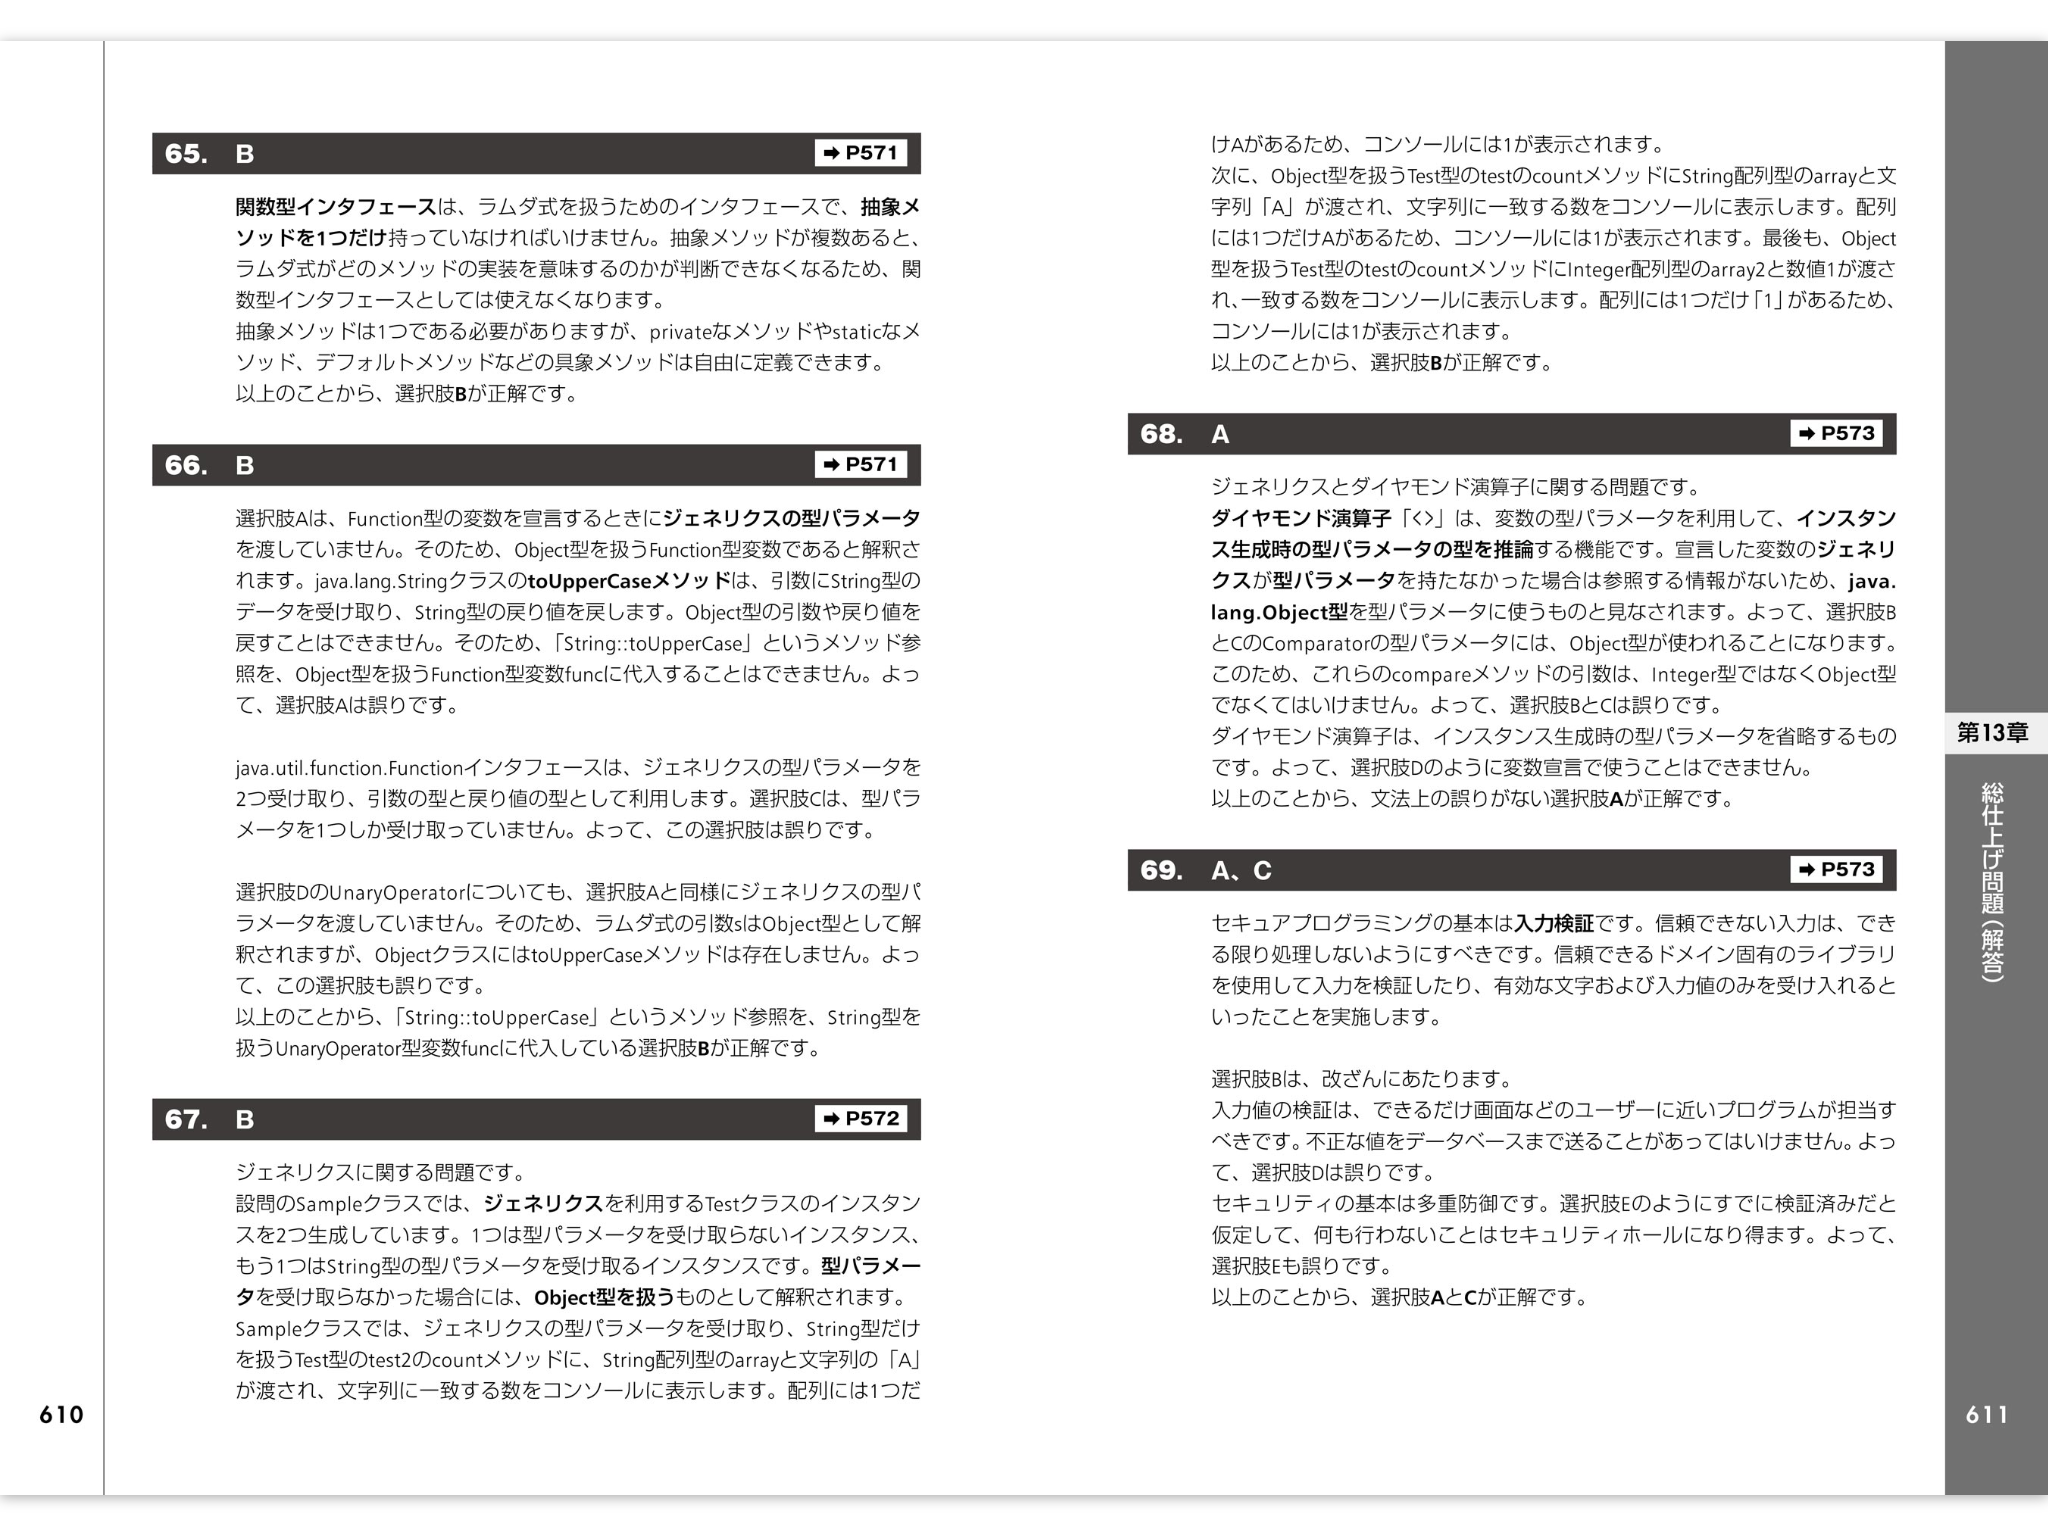 65. B ➡ P571
関数型インタフェースは、ラムダ式を扱うためのインタフェースで、抽象メ
ソッドを1つだけ持っていなければいけません。抽象メソッドが複数あると、
ラムダ式がどのメソッドの実装を意味するのかが判断できなくなるため、関
数型インタフェースとしては使えなくなります。
抽象メソッドは1つである必要がありますが、privateなメソッドやstaticなメ
ソッド、デフォルトメソッドなどの具象メソッドは自由に定義できます。
以上のことから、選択肢Bが正解です。
66. B ➡ P571
選択肢Aは、Function型の変数を宣言するときにジェネリクスの型パラメータ
を渡していません。そのため、Object型を扱うFunction型変数であると解釈さ
れます。java.lang.StringクラスのtoUpperCaseメソッドは、引数にString型の
データを受け取り、String型の戻り値を戻します。Object型の引数や戻り値を
戻すことはできません。そのため、「String::toUpperCase」というメソッド参
照を、Object型を扱うFunction型変数funcに代入することはできません。よっ
て、選択肢Aは誤りです。
java.util.function.Functionインタフェースは、ジェネリクスの型パラメータを
2つ受け取り、引数の型と戻り値の型として利用します。選択肢Cは、型パラ
メータを1つしか受け取っていません。よって、この選択肢は誤りです。
選択肢DのUnaryOperatorについても、選択肢Aと同様にジェネリクスの型パ
ラメータを渡していません。そのため、ラムダ式の引数sはObject型として解
釈されますが、ObjectクラスにはtoUpperCaseメソッドは存在しません。よっ
て、この選択肢も誤りです。
以上のことから、「String::toUpperCase」というメソッド参照を、String型を
扱うUnaryOperator型変数funcに代入している選択肢Bが正解です。
67. B ➡ P572
ジェネリクスに関する問題です。
設問のSampleクラスでは、ジェネリクスを利用するTestクラスのインスタン
スを2つ生成しています。1つは型パラメータを受け取らないインスタンス、
もう1つはString型の型パラメータを受け取るインスタンスです。型パラメー
タを受け取らなかった場合には、Object型を扱うものとして解釈されます。
Sampleクラスでは、ジェネリクスの型パラメータを受け取り、String型だけ
を扱うTest型のtest2のcountメソッドに、String配列型のarrayと文字列の「A」
が渡され、文字列に一致する数をコンソールに表示します。配列には1つだ
610
けAがあるため、コンソールには1が表示されます。
次に、Object型を扱うTest型のtestのcountメソッドにString配列型のarrayと文
字列「A」が渡され、文字列に一致する数をコンソールに表示します。配列
には1つだけAがあるため、コンソールには1が表示されます。最後も、Object
型を扱うTest型のtestのcountメソッドにInteger配列型のarray2と数値1が渡さ
れ、一致する数をコンソールに表示します。配列には1つだけ「1」があるため、
コンソールには1が表示されます。
以上のことから、選択肢Bが正解です。
68. A ➡ P573
ジェネリクスとダイヤモンド演算子に関する問題です。
ダイヤモンド演算子「<>」は、変数の型パラメータを利用して、インスタン
ス生成時の型パラメータの型を推論する機能です。宣言した変数のジェネリ
クスが型パラメータを持たなかった場合は参照する情報がないため、java.
lang.Object型を型パラメータに使うものと見なされます。よって、選択肢B
とCのComparatorの型パラメータには、Object型が使われることになります。
このため、これらのcompareメソッドの引数は、Integer型ではなくObject型
でなくてはいけません。よって、選択肢BとCは誤りです。
ダイヤモンド演算子は、インスタンス生成時の型パラメータを省略するもの
です。よって、選択肢Dのように変数宣言で使うことはできません。
以上のことから、文法上の誤りがない選択肢Aが正解です。
69. A、C ➡ P573
セキュアプログラミングの基本は入力検証です。信頼できない入力は、でき
る限り処理しないようにすべきです。信頼できるドメイン固有のライブラリ
を使用して入力を検証したり、有効な文字および入力値のみを受け入れると
いったことを実施します。
選択肢Bは、改ざんにあたります。
入力値の検証は、できるだけ画面などのユーザーに近いプログラムが担当す
べきです。不正な値をデータベースまで送ることがあってはいけません。よっ
て、選択肢Dは誤りです。
セキュリティの基本は多重防御です。選択肢Eのようにすでに検証済みだと
仮定して、何も行わないことはセキュリティホールになり得ます。よって、
選択肢Eも誤りです。
以上のことから、選択肢AとCが正解です。
第13章
総仕上げ問題（解答）
611